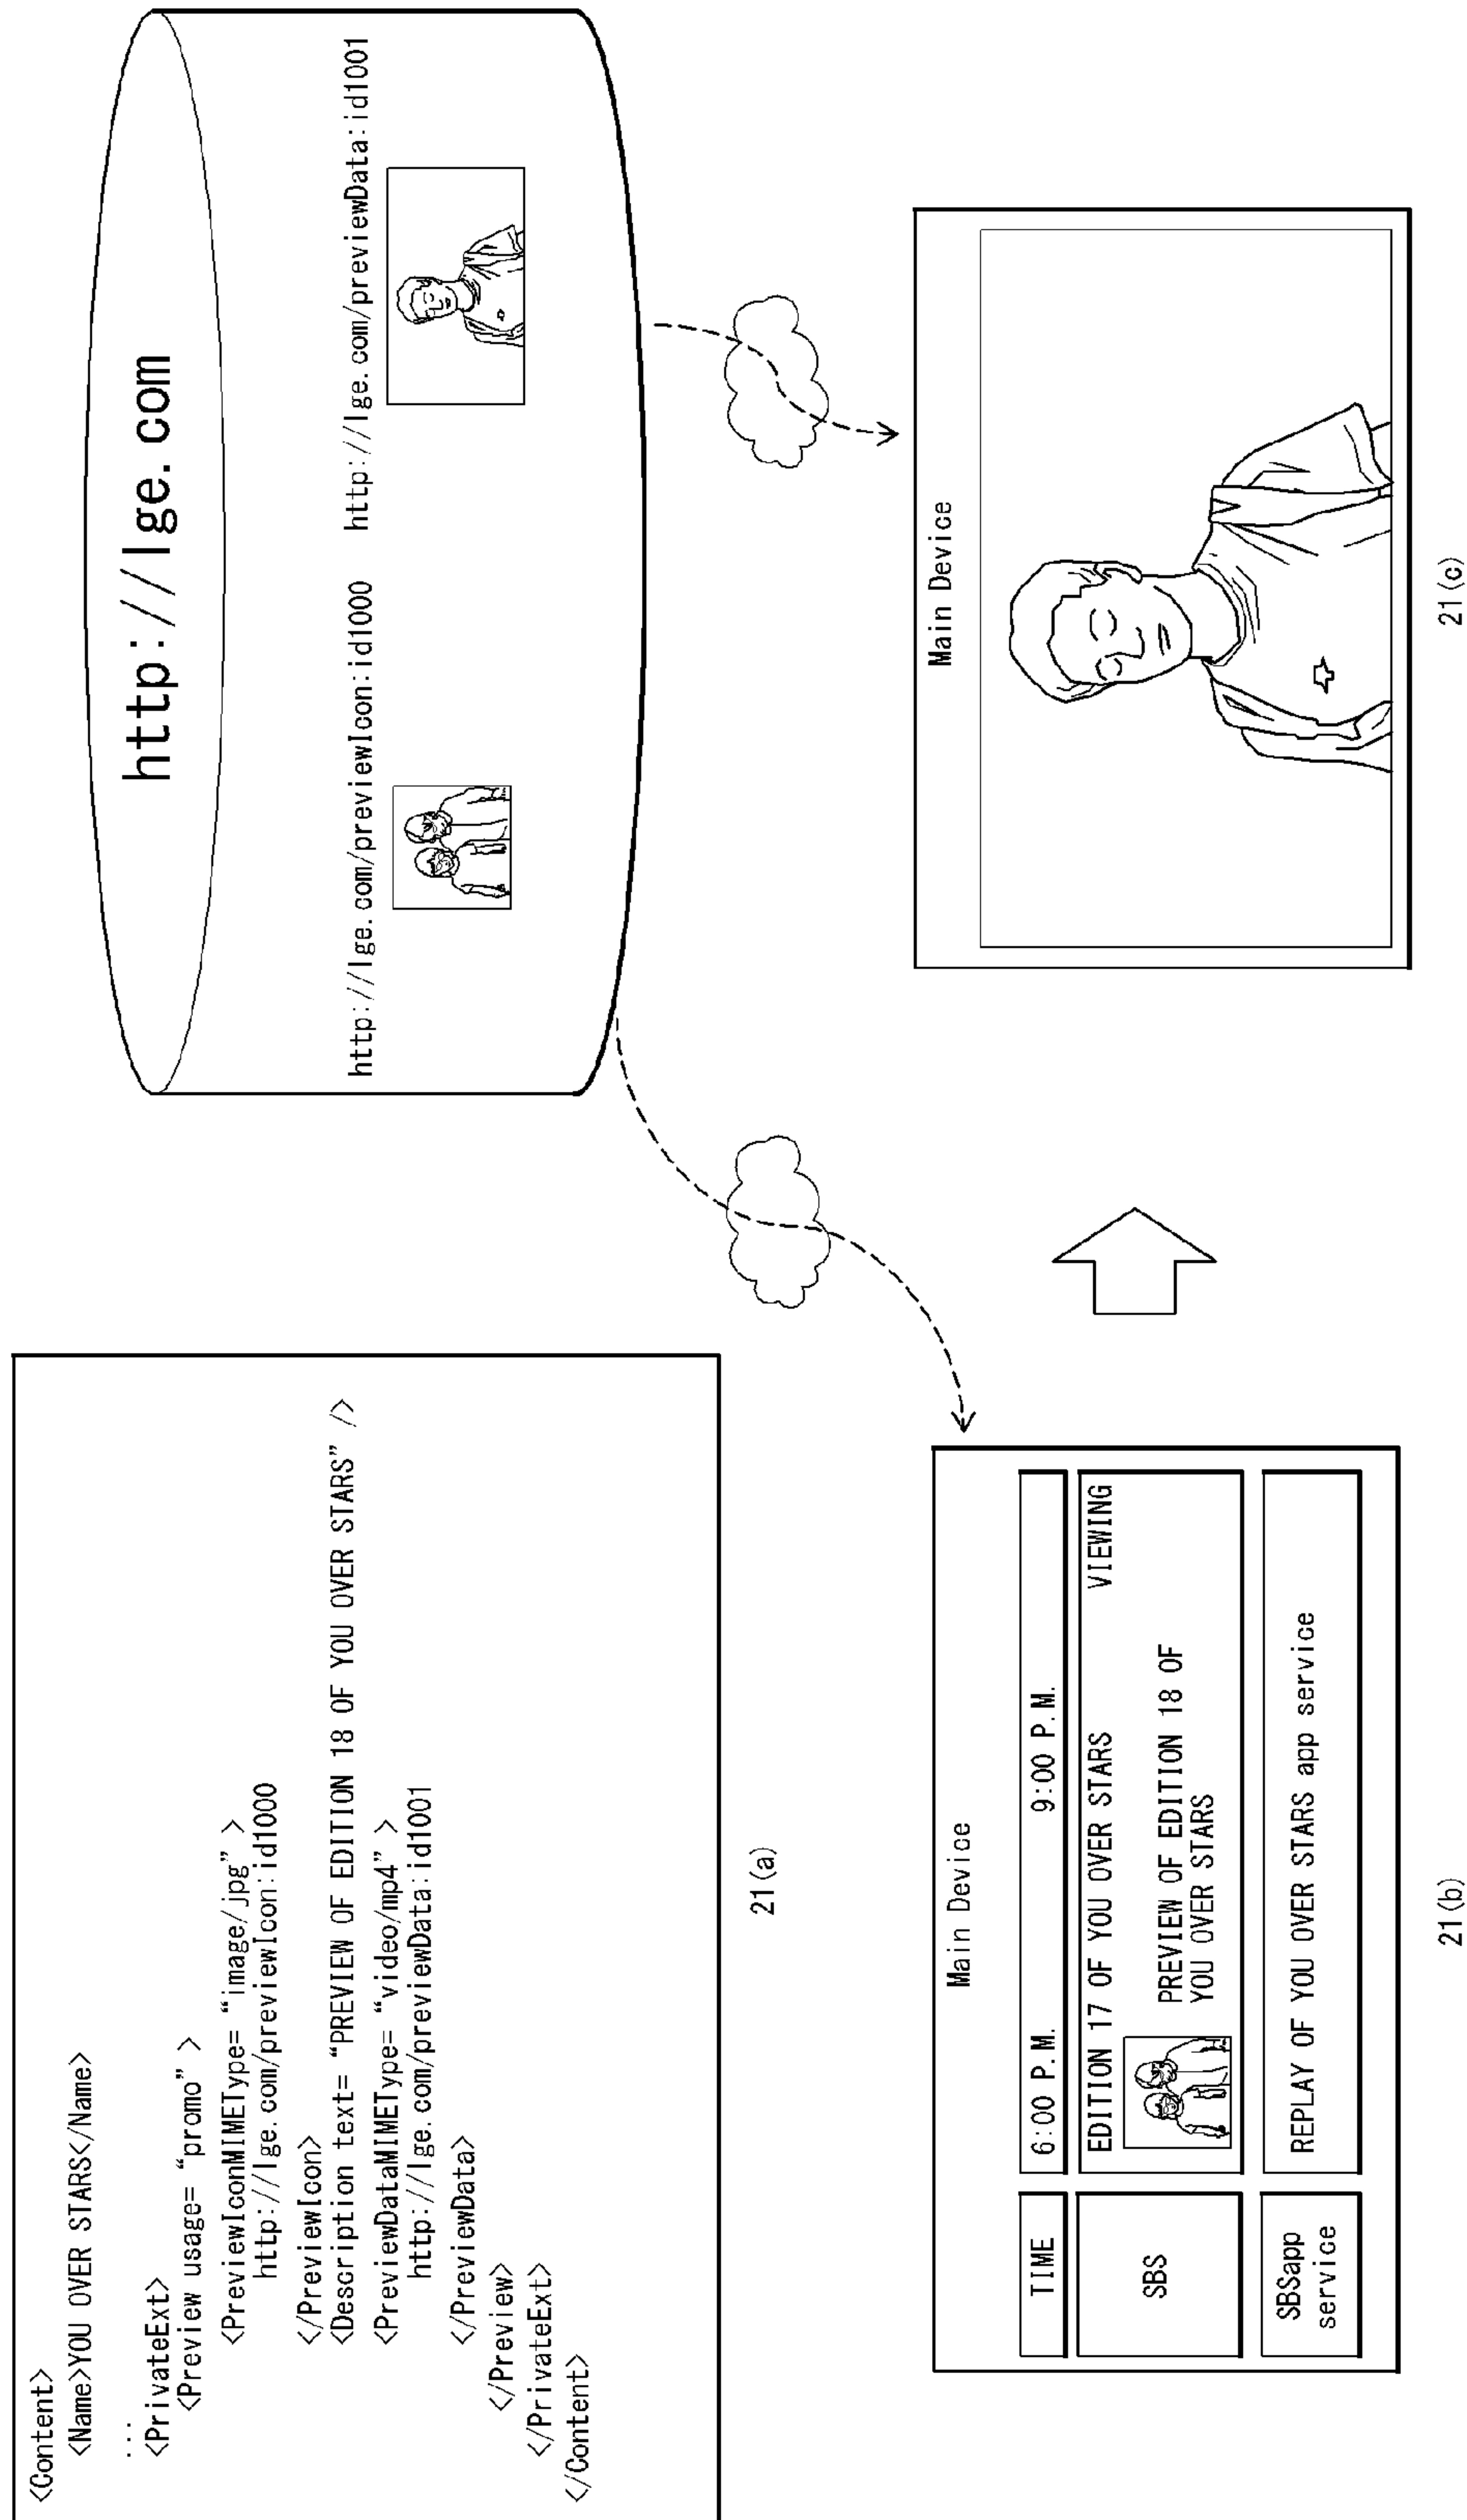 <Content>
<Name>YOU OVER STARS</Name>
...
<PrivateExt>
<Preview usage= “promo” >
<PreviewIconMIMEType= “image/jpg” >
http://lge.com/previewIcon:id1000
</PreviewIcon>
<Description text= “PREVIEW OF EDITION 18 OF YOU OVER STARS” />
<PreviewDataMIMEType= “video/mp4” >
http://lge.com/previewData:id1001
</PreviewData>
</Preview>
</PrivateExt>
</Content>
21(a)
http://lge.com
http://lge.com/previewIcon:id1000
http://lge.com/previewData:id1001
Main Device
TIME
6:00 P.M.
9:00 P.M.
SBS
EDITION 17 OF YOU OVER STARS
VIEWING
PREVIEW OF EDITION 18 OF
YOU OVER STARS
SBSapp
service
REPLAY OF YOU OVER STARS app service
21(b)
Main Device
21(c)